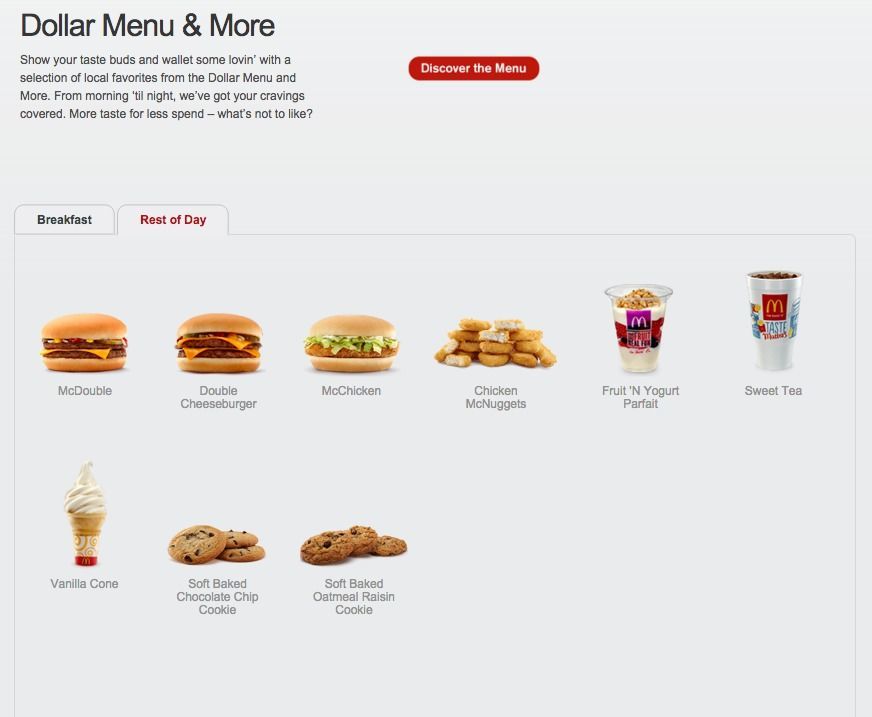 Dollar Menu & More
Show your taste buds and wallet some lovin' with a
selection of local favorites from the Dollar Menu and
More. From morning 'til night, we've got your cravings
covered. More taste for less spend – what's not to like?
Discover the Menu
Breakfast
Rest of Day
TASTE
McDouble
Double
Cheeseburger
McChicken
Chicken
McNuggets
Fruit 'N Yogurt
Parfait
Sweet Tea
Vanilla Cone
Soft Baked
Chocolate Chip
Cookie
Soft Baked
Oatmeal Raisin
Cookie